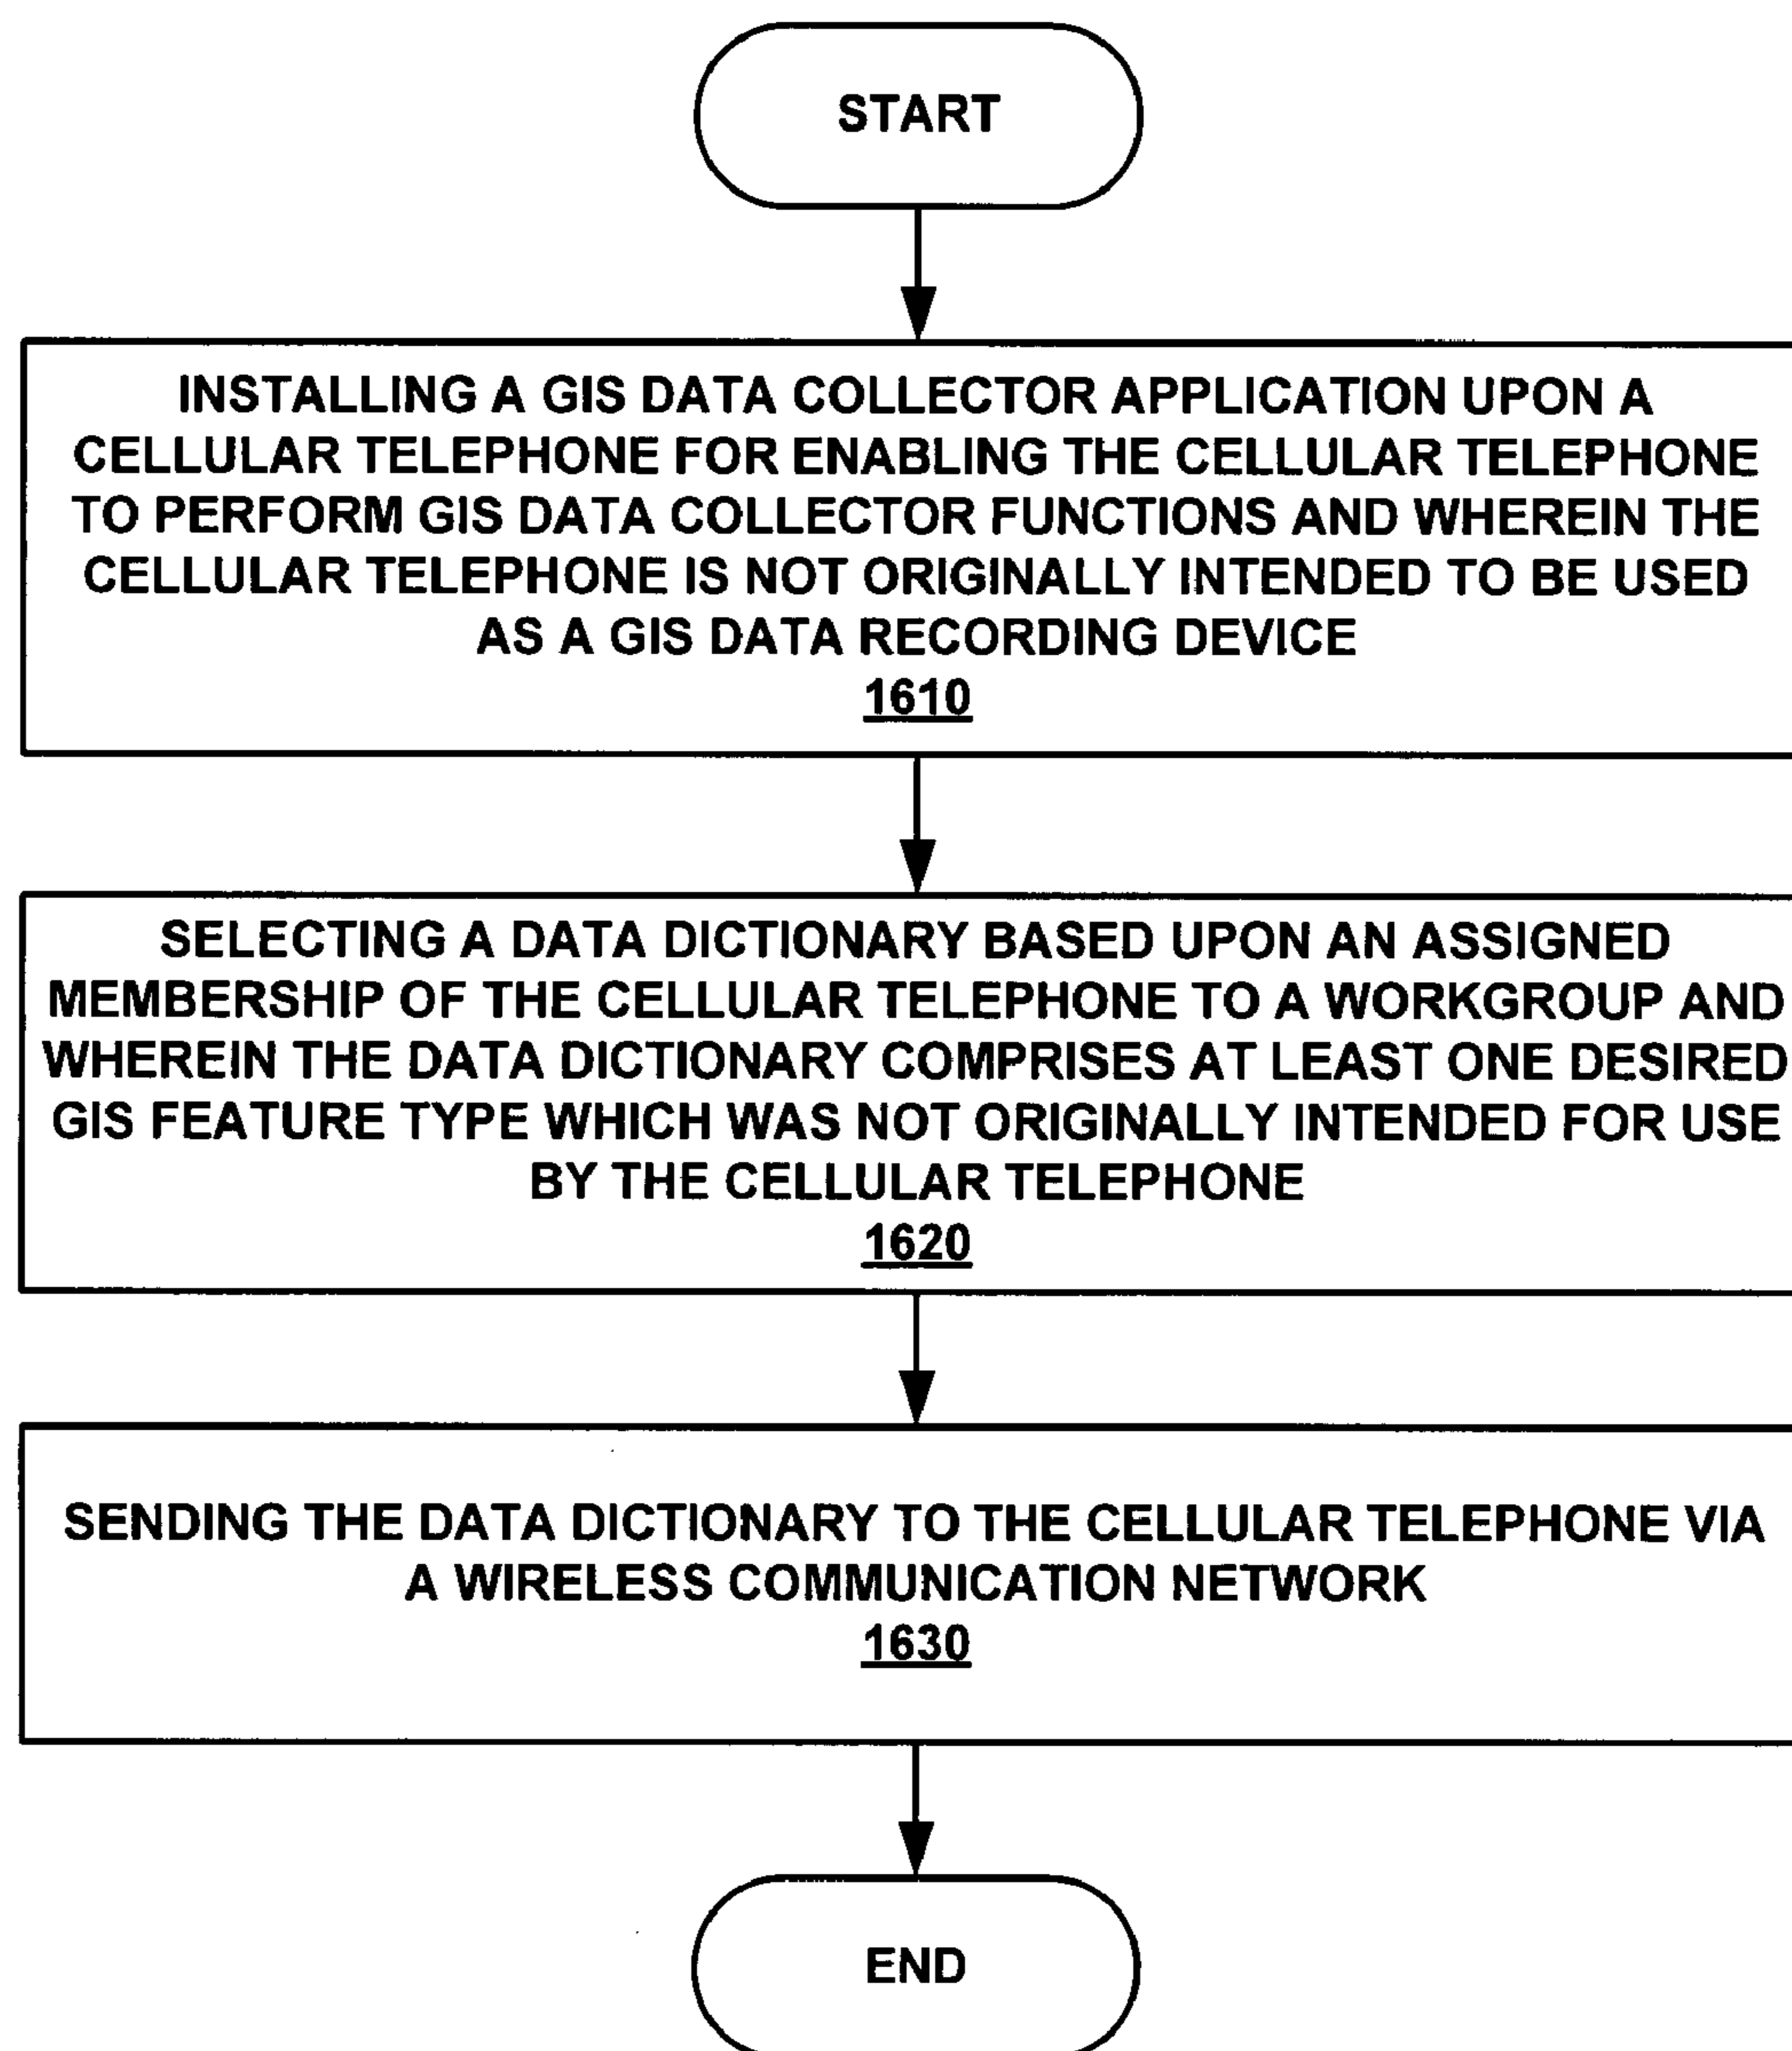 START
INSTALLING A GIS DATA COLLECTOR APPLICATION UPON A
CELLULAR TELEPHONE FOR ENABLING THE CELLULAR TELEPHONE
TO PERFORM GIS DATA COLLECTOR FUNCTIONS AND WHEREIN THE
CELLULAR TELEPHONE IS NOT ORIGINALLY INTENDED TO BE USED
AS A GIS DATA RECORDING DEVICE
1610
SELECTING A DATA DICTIONARY BASED UPON AN ASSIGNED
MEMBERSHIP OF THE CELLULAR TELEPHONE TO A WORKGROUP AND
WHEREIN THE DATA DICTIONARY COMPRISES AT LEAST ONE DESIRED
GIS FEATURE TYPE WHICH WAS NOT ORIGINALLY INTENDED FOR USE
BY THE CELLULAR TELEPHONE
1620
SENDING THE DATA DICTIONARY TO THE CELLULAR TELEPHONE VIA
A WIRELESS COMMUNICATION NETWORK
1630
END